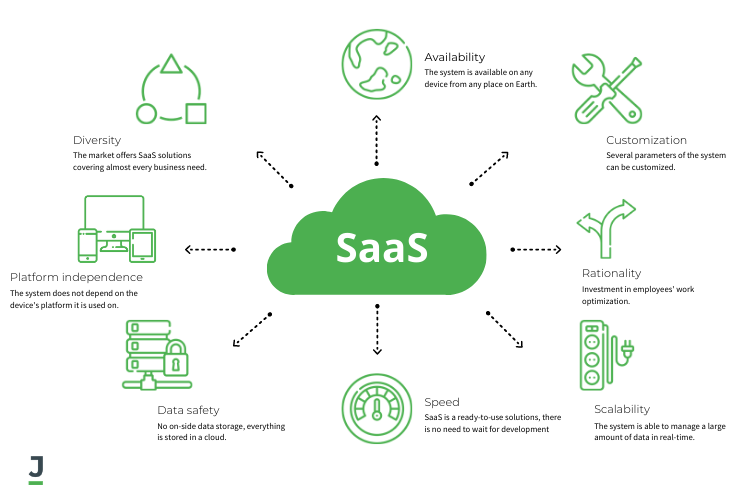 Availability
The system is available on any
device from any place on Earth.
Diversity
The market offers SaaS solutions
covering almost every business need.
Customization
Several parameters of the system
can be customized.
SaaS
Platform independence
The system does not depend on the
device's platform it is used on.
Rationality
Investment in employees' work
optimization.
Data safety
No on-side data storage, everything
is stored in a cloud.
Speed
SaaS is a ready-to-use solutions, there
is no need to wait for development
Scalability
The system is able to manage a large
amount of data in real-time.
J